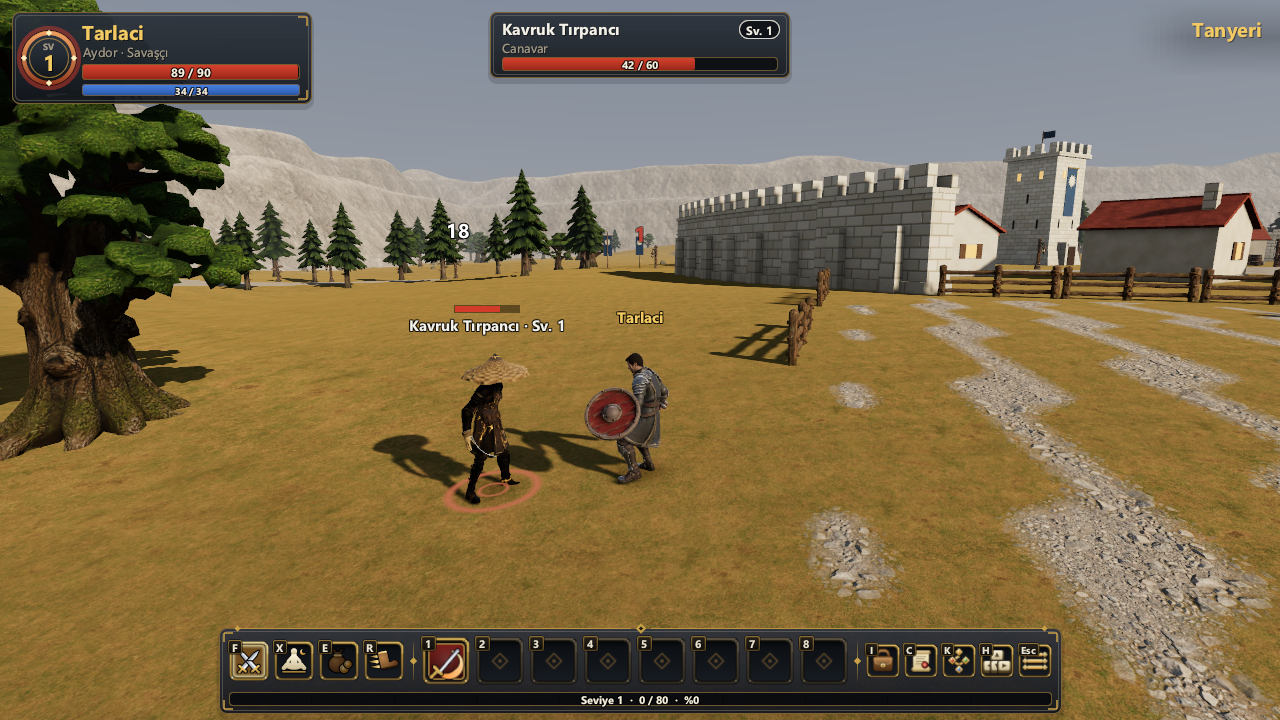 SV
1
Tarlaci
Aydor · Savaşçı
89 / 90
34 / 34
Kavruk Tırpancı
Sv. 1
Canavar
42 / 60
Tanyeri
18
1
Kavruk Tırpancı · Sv. 1
Tarlaci
F
X
E
R
1
2
3
4
5
6
7
8
I
C
K
H
Esc
Seviye 1 · 0 / 80 · %0